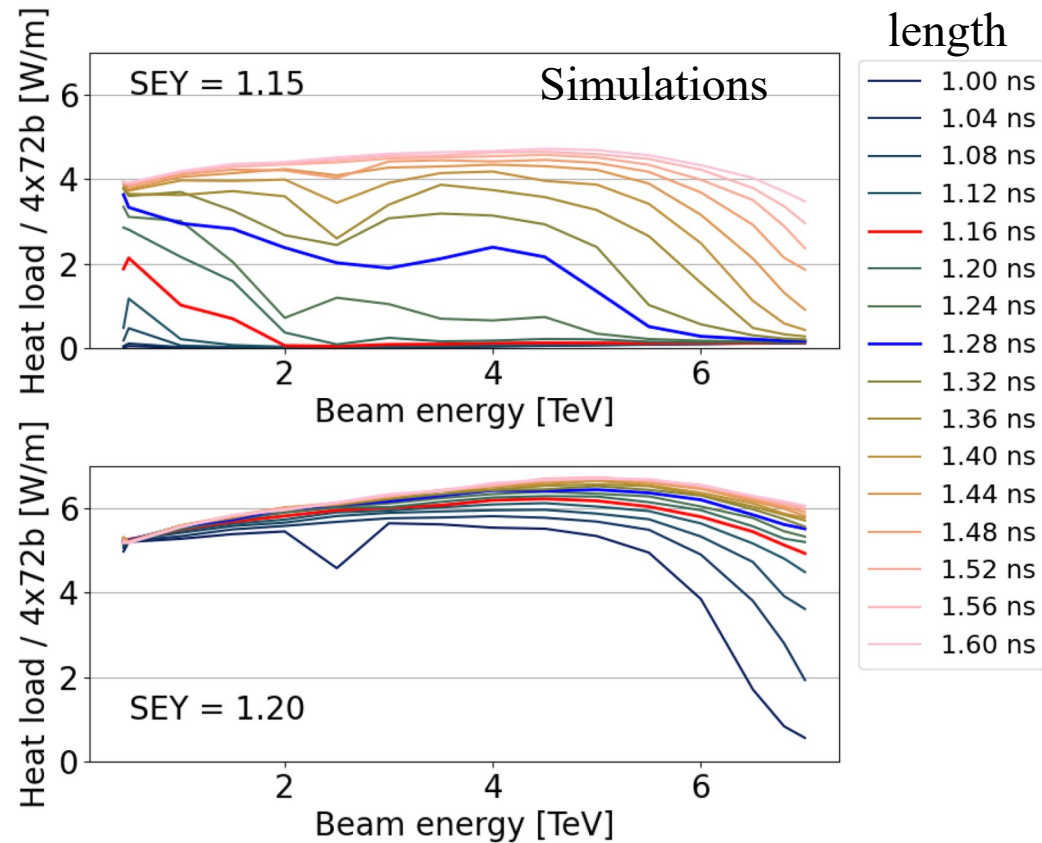 SEY = 1.15
Simulations
Heat load / 4x72b [W/m]
6
4
2
0
2
4
6
Beam energy [TeV]
SEY = 1.20
Heat load / 4x72b [W/m]
6
4
2
0
2
4
6
Beam energy [TeV]
length
1.00 ns
1.04 ns
1.08 ns
1.12 ns
1.16 ns
1.20 ns
1.24 ns
1.28 ns
1.32 ns
1.36 ns
1.40 ns
1.44 ns
1.48 ns
1.52 ns
1.56 ns
1.60 ns